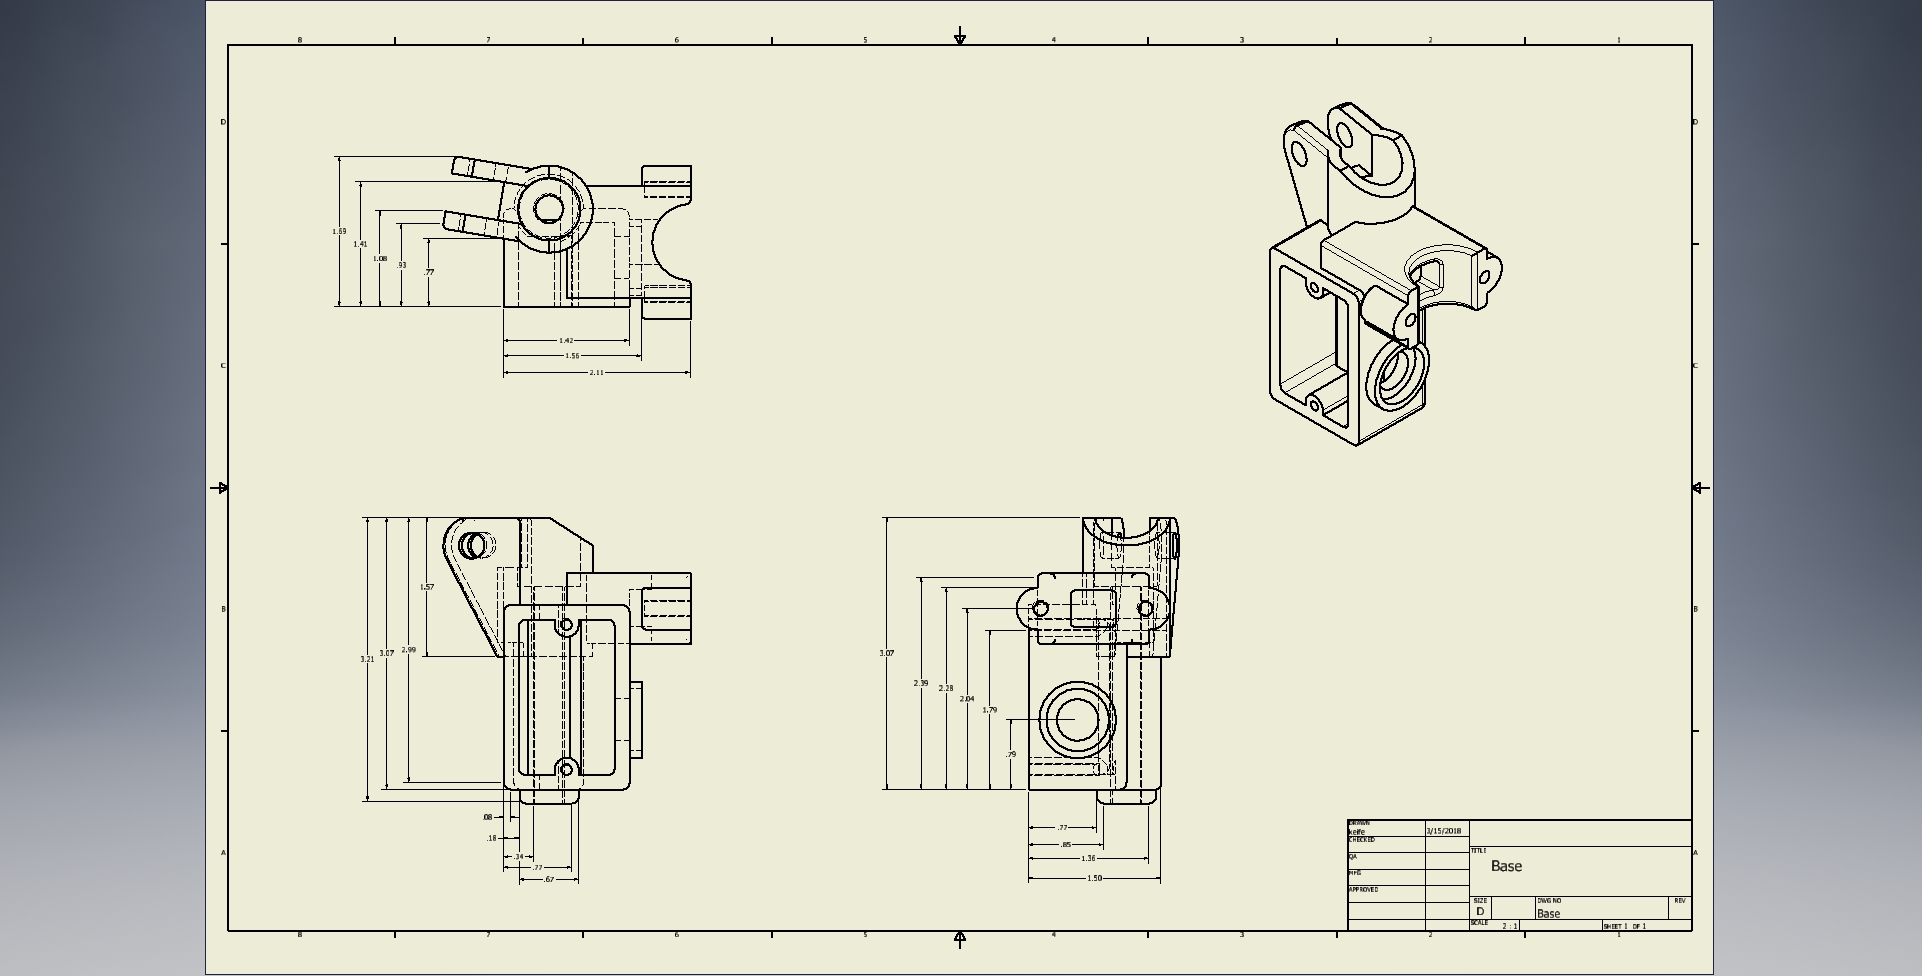 8 7 6 5 4 3 2 1
D D
1.69
1.41
1.08
.93
.77
1.42
1.56
2.11
C C
B B
1.57
3.21
3.07
2.99
.08
.18
.34
.77
.67
3.07
2.39
2.28
2.04
1.79
.79
.77
.85
1.36
1.50
A A
DRAWN
keife 3/15/2018
CHECKED
QA
MFG
APPROVED
TITLE
Base
SIZE
D
DWG NO
Base
REV
SCALE
2 : 1
SHEET 1 OF 1
8 7 6 5 4 3 2 1